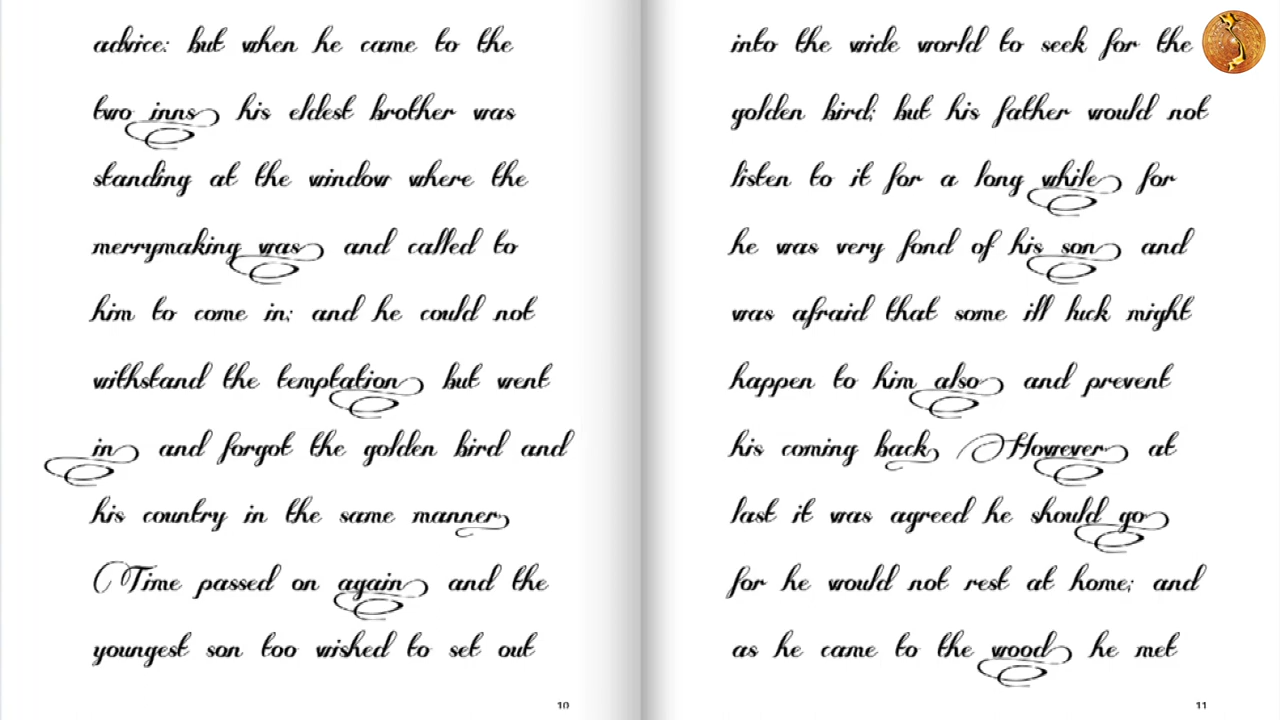 advice: but when he came to the
two inns, his eldest brother was
standing at the window where the
merrymaking was, and called to
him to come in; and he could not
withstand the temptation, but went
in, and forgot the golden bird and
his country in the same manner.
Time passed on again, and the
youngest son too wished to set out
10
into the wide world to seek for the
golden bird; but his father would not
listen to it for a long while, for
he was very fond of his son, and
was afraid that some ill luck might
happen to him also, and prevent
his coming back. However, at
last it was agreed he should go,
for he would not rest at home; and
as he came to the wood, he met
11